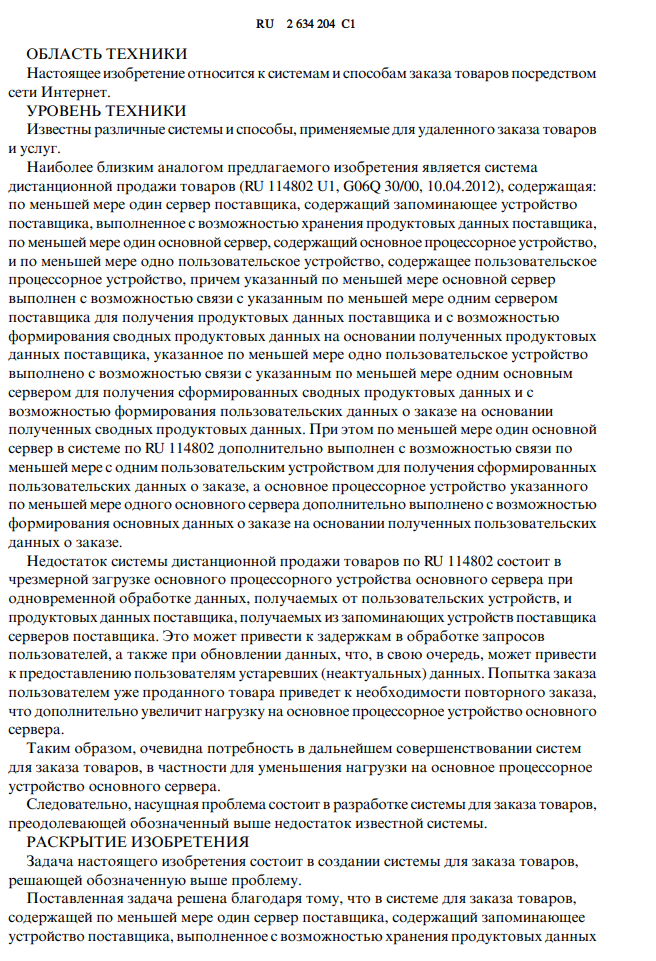 RU 2 634 204 C1
ОБЛАСТЬ ТЕХНИКИ
Настоящее изобретение относится к системам и способам заказа товаров посредством
сети Интернет.
УРОВЕНЬ ТЕХНИКИ
Известны различные системы и способы, применяемые для удаленного заказа товаров
и услуг.
Наиболее близким аналогом предлагаемого изобретения является система
дистанционной продажи товаров (RU 114802 U1, G06Q 30/00, 10.04.2012), содержащая:
по меньшей мере один сервер поставщика, содержащий запоминающее устройство
поставщика, выполненное с возможностью хранения продуктовых данных поставщика,
по меньшей мере один основной сервер, содержащий основное процессорное устройство,
и по меньшей мере одно пользовательское устройство, содержащее пользовательское
процессорное устройство, причем указанный по меньшей мере основной сервер
выполнен с возможностью связи с указанным по меньшей мере одним сервером
поставщика для получения продуктовых данных поставщика и с возможностью
формирования сводных продуктовых данных на основании полученных продуктовых
данных поставщика, указанное по меньшей мере одно пользовательское устройство
выполнено с возможностью связи с указанным по меньшей мере одним основным
сервером для получения сформированных сводных продуктовых данных и с
возможностью формирования пользовательских данных о заказе на основании
полученных сводных продуктовых данных. При этом по меньшей мере один основной
сервер в системе по RU 114802 дополнительно выполнен с возможностью связи по
меньшей мере с одним пользовательским устройством для получения сформированных
пользовательских данных о заказе, а основное процессорное устройство указанного
по меньшей мере одного основного сервера дополнительно выполнено с возможностью
формирования основных данных о заказе на основании полученных пользовательских
данных о заказе.
Недостаток системы дистанционной продажи товаров по RU 114802 состоит в
чрезмерной загрузке основного процессорного устройства основного сервера при
одновременной обработке данных, получаемых от пользовательских устройств, и
продуктовых данных поставщика, получаемых из запоминающих устройств поставщика
серверов поставщика. Это может привести к задержкам в обработке запросов
пользователей, а также при обновлении данных, что, в свою очередь, может привести
к предоставлению пользователям устаревших (неактуальных) данных. Попытка заказа
пользователем уже проданного товара приведет к необходимости повторного заказа,
что дополнительно увеличит нагрузку на основное процессорное устройство основного
сервера.
Таким образом, очевидна потребность в дальнейшем совершенствовании систем
для заказа товаров, в частности для уменьшения нагрузки на основное процессорное
устройство основного сервера.
Следовательно, насущная проблема состоит в разработке системы для заказа товаров,
преодолевающей обозначенный выше недостаток известной системы.
РАСКРЫТИЕ ИЗОБРЕТЕНИЯ
Задача настоящего изобретения состоит в создании системы для заказа товаров,
решающей обозначенную выше проблему.
Поставленная задача решена благодаря тому, что в системе для заказа товаров,
содержащей по меньшей мере один сервер поставщика, содержащий запоминающее
устройство поставщика, выполненное с возможностью хранения продуктовых данных